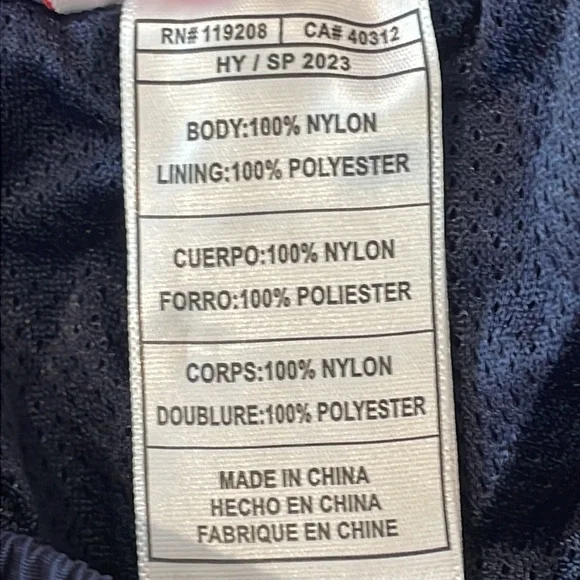 RN# 119208 CA# 40312
HY / SP 2023
BODY:100% NYLON
LINING:100% POLYESTER
CUERPO:100% NYLON
FORRO:100% POLIESTER
CORPS:100% NYLON
DOUBLURE:100% POLYESTER
MADE IN CHINA
HECHO EN CHINA
FABRIQUE EN CHINE